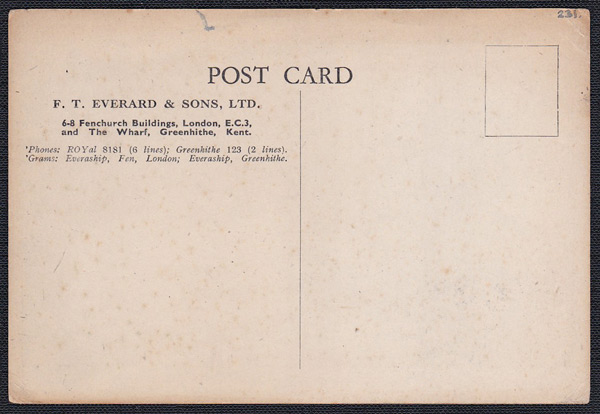 231.
POST CARD
F. T. EVERARD & SONS, LTD.
6-8 Fenchurch Buildings, London, E.C.3,
and The Wharf, Greenhithe, Kent.
'Phones: ROYal 8181 (6 lines); Greenhithe 123 (2 lines).
'Grams: Everaship, Fen, London; Everaship, Greenhithe.